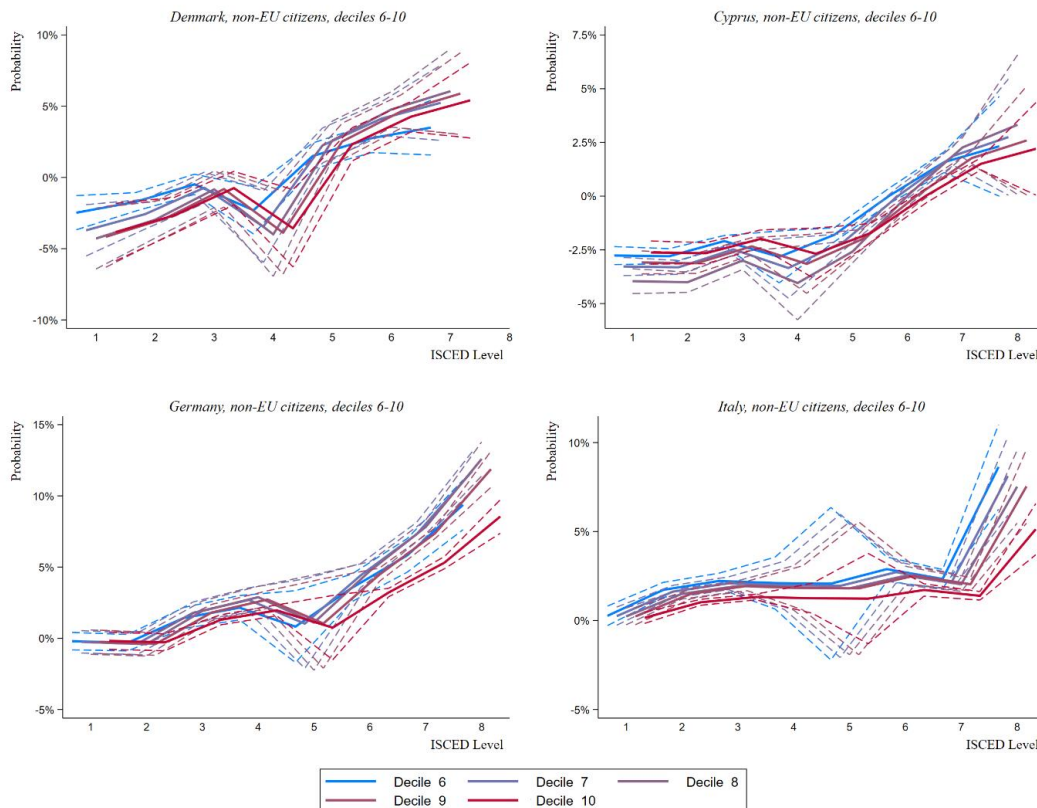 Denmark, non-EU citizens, deciles 6-10
Probability
10%
5%
0%
-5%
-10%
1 2 3 4 5 6 7 8
ISCED Level
Cyprus, non-EU citizens, deciles 6-10
Probability
7.5%
5%
2.5%
0%
-2.5%
-5%
1 2 3 4 5 6 7 8
ISCED Level
Germany, non-EU citizens, deciles 6-10
Probability
15%
10%
5%
0%
-5%
1 2 3 4 5 6 7 8
ISCED Level
Italy, non-EU citizens, deciles 6-10
Probability
10%
5%
0%
-5%
1 2 3 4 5 6 7 8
ISCED Level
Decile 6 Decile 7 Decile 8
Decile 9 Decile 10